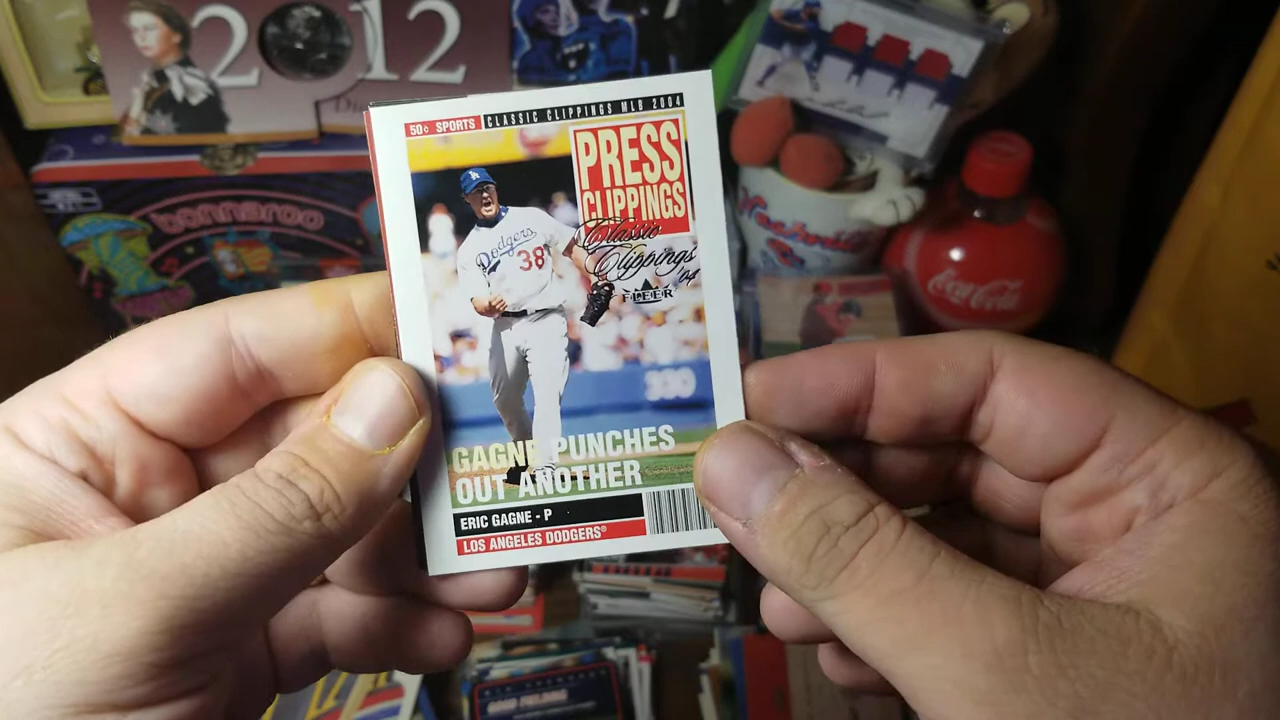 2012
bonnaroo
50¢ SPORTS CLASSIC CLIPPINGS MLB 2004
PRESS
CLIPPINGS
Classic
Clippings
'04
FLEER
Dodgers
38
330
GAGNE PUNCHES
OUT ANOTHER
ERIC GAGNE - P
LOS ANGELES DODGERS®
Coca-Cola